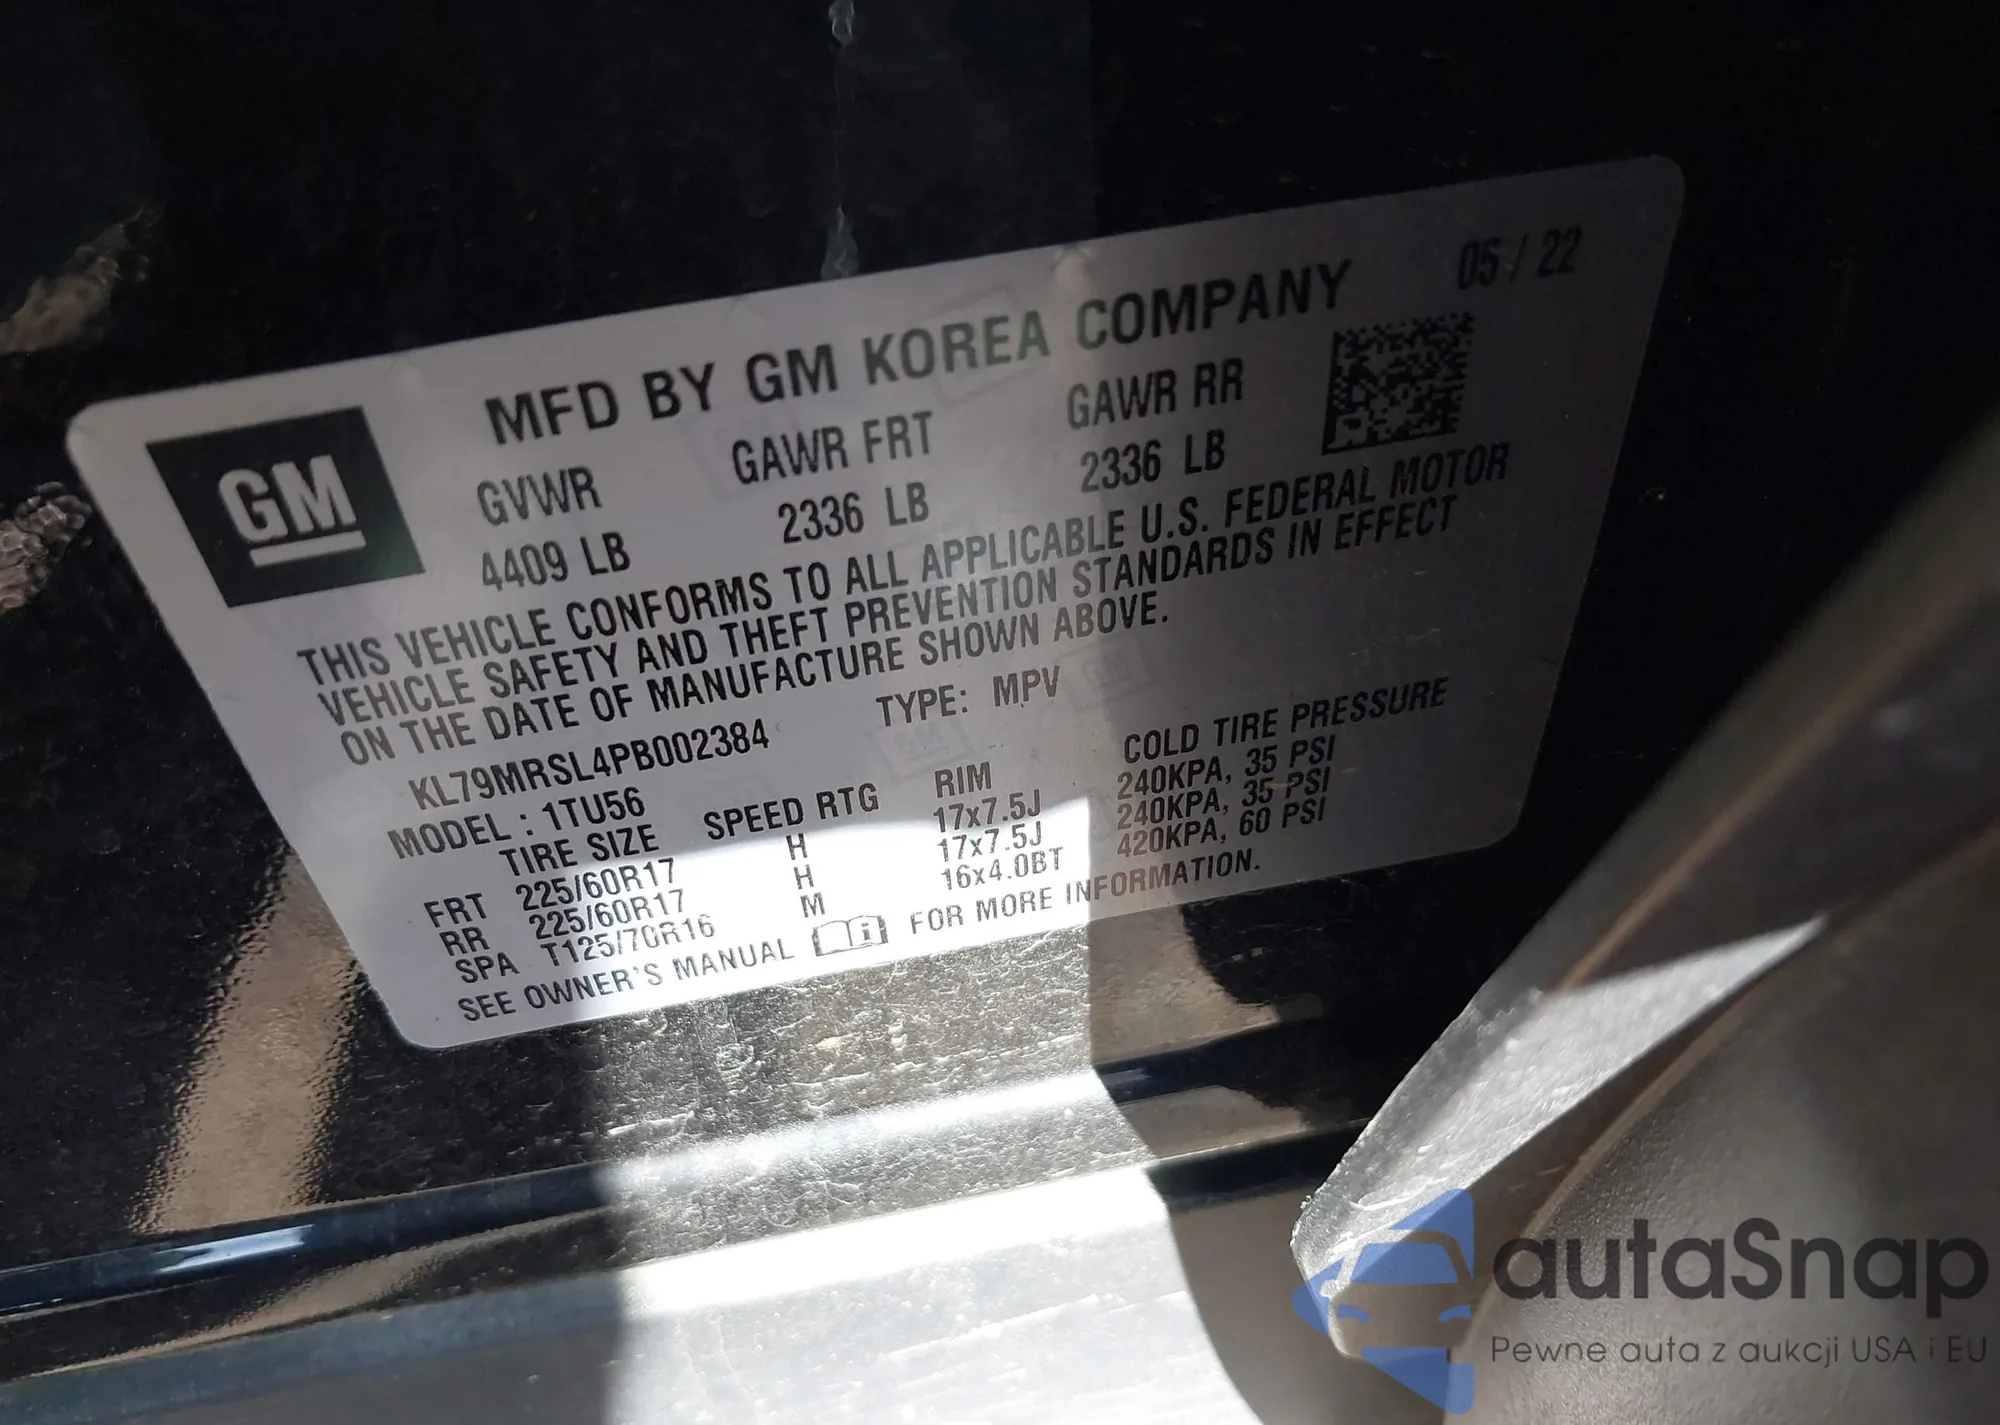 MFD BY GM KOREA COMPANY 05 / 22
GM
GVWR GAWR FRT GAWR RR
4409 LB 2336 LB 2336 LB
THIS VEHICLE CONFORMS TO ALL APPLICABLE U.S. FEDERAL MOTOR
VEHICLE SAFETY AND THEFT PREVENTION STANDARDS IN EFFECT
ON THE DATE OF MANUFACTURE SHOWN ABOVE.
KL79MRSL4PB002384 TYPE: MPV
MODEL : 1TU56
TIRE SIZE SPEED RTG RIM COLD TIRE PRESSURE
FRT 225/60R17 H 17x7.5J 240KPA, 35 PSI
RR 225/60R17 H 17x7.5J 240KPA, 35 PSI
SPA T125/70R16 M 16x4.0BT 420KPA, 60 PSI
SEE OWNER'S MANUAL i FOR MORE INFORMATION.
autaSnap
Pewne auta z aukcji USA i EU